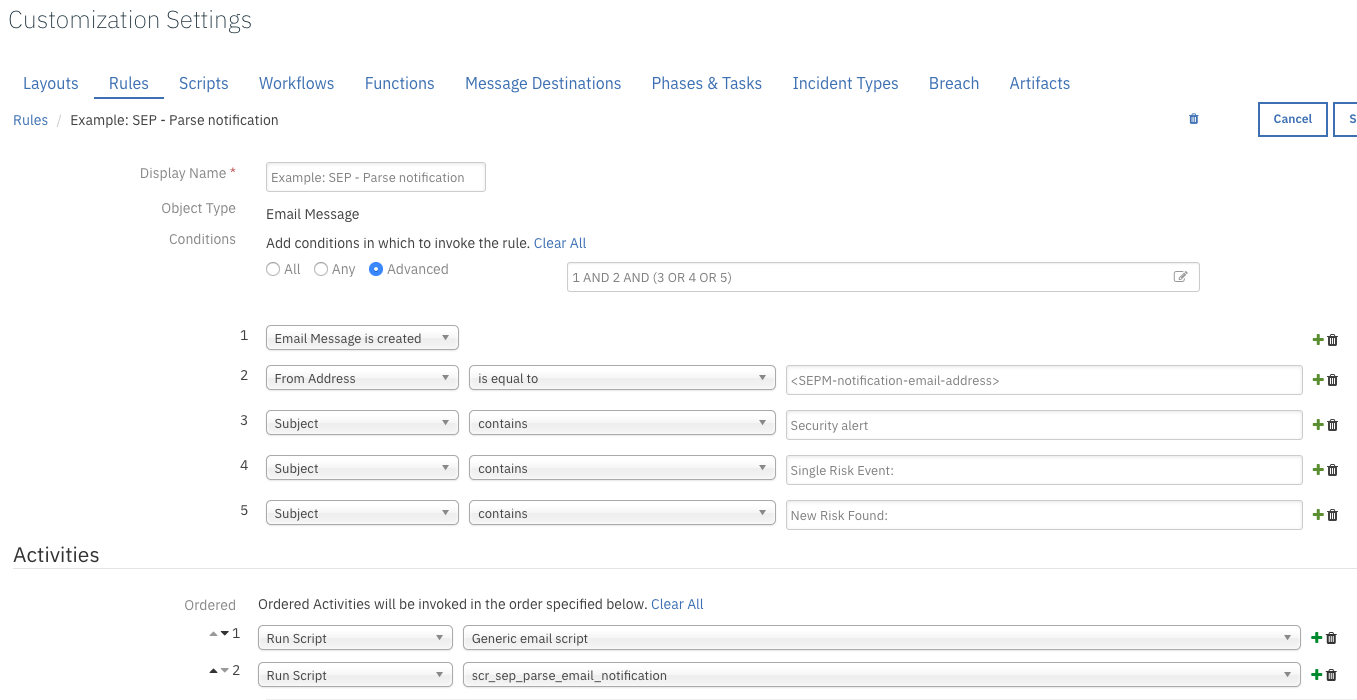 Customization Settings
Layouts Rules Scripts Workflows Functions Message Destinations Phases & Tasks Incident Types Breach Artifacts
Rules / Example: SEP - Parse notification Cancel S
Display Name * Example: SEP - Parse notification
Object Type Email Message
Conditions Add conditions in which to invoke the rule. Clear All
All Any Advanced 1 AND 2 AND (3 OR 4 OR 5)
1 Email Message is created
2 From Address is equal to <SEPM-notification-email-address>
3 Subject contains Security alert
4 Subject contains Single Risk Event:
5 Subject contains New Risk Found:
Activities
Ordered Ordered Activities will be invoked in the order specified below. Clear All
1 Run Script Generic email script
2 Run Script scr_sep_parse_email_notification